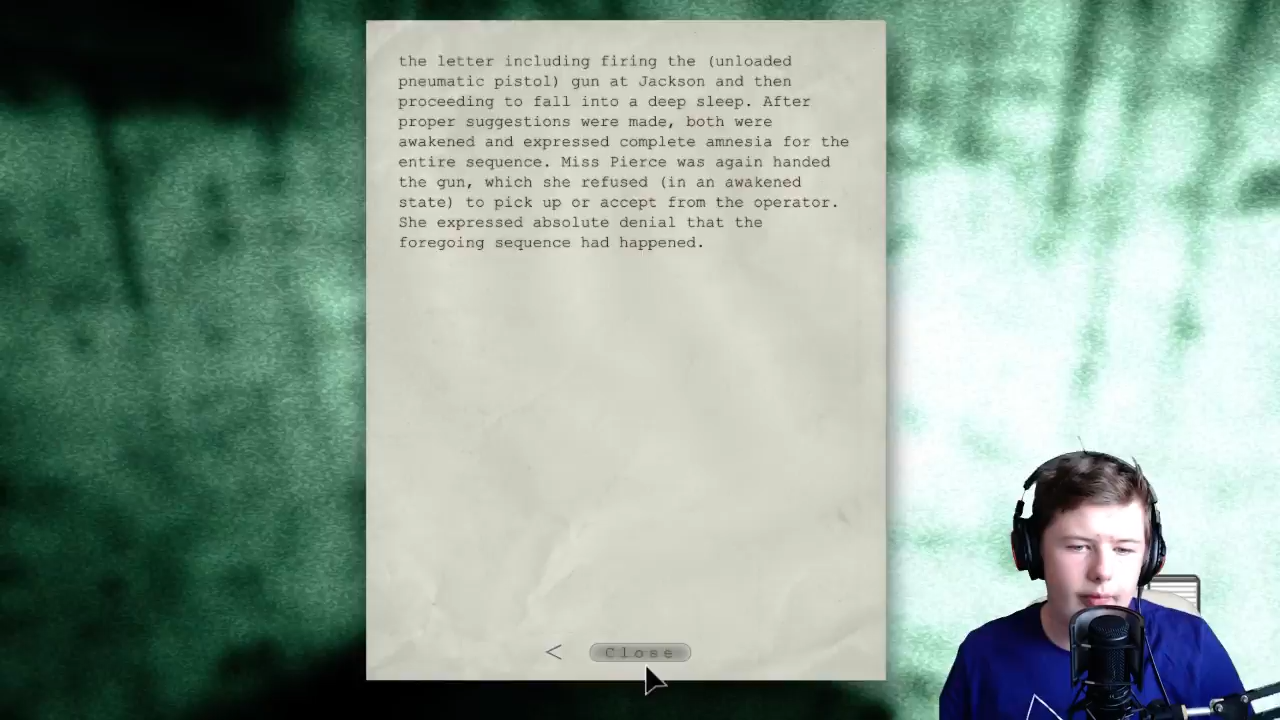 the letter including firing the (unloaded
pneumatic pistol) gun at Jackson and then
proceeding to fall into a deep sleep. After
proper suggestions were made, both were
awakened and expressed complete amnesia for the
entire sequence. Miss Pierce was again handed
the gun, which she refused (in an awakened
state) to pick up or accept from the operator.
She expressed absolute denial that the
foregoing sequence had happened.
< Close